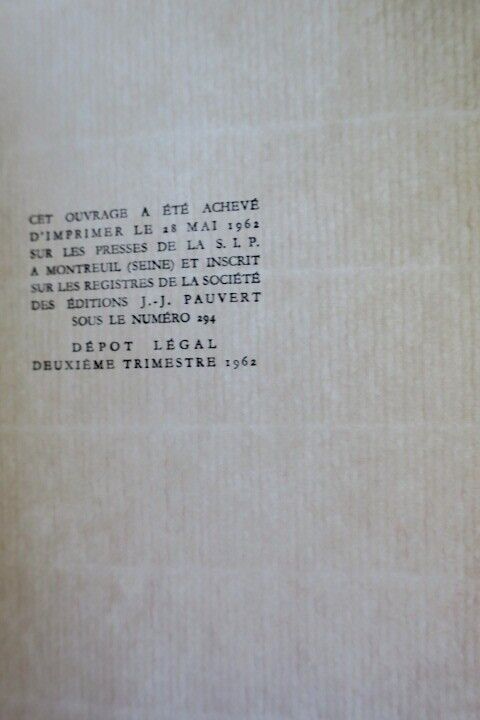 CET OUVRAGE A ÉTÉ ACHEVÉ
D'IMPRIMER LE 28 MAI 1962
SUR LES PRESSES DE LA S. I. P.
A MONTREUIL (SEINE) ET INSCRIT
SUR LES REGISTRES DE LA SOCIÉTÉ
DES ÉDITIONS J.-J. PAUVERT
SOUS LE NUMÉRO 294
DÉPOT LÉGAL
DEUXIÈME TRIMESTRE 1962